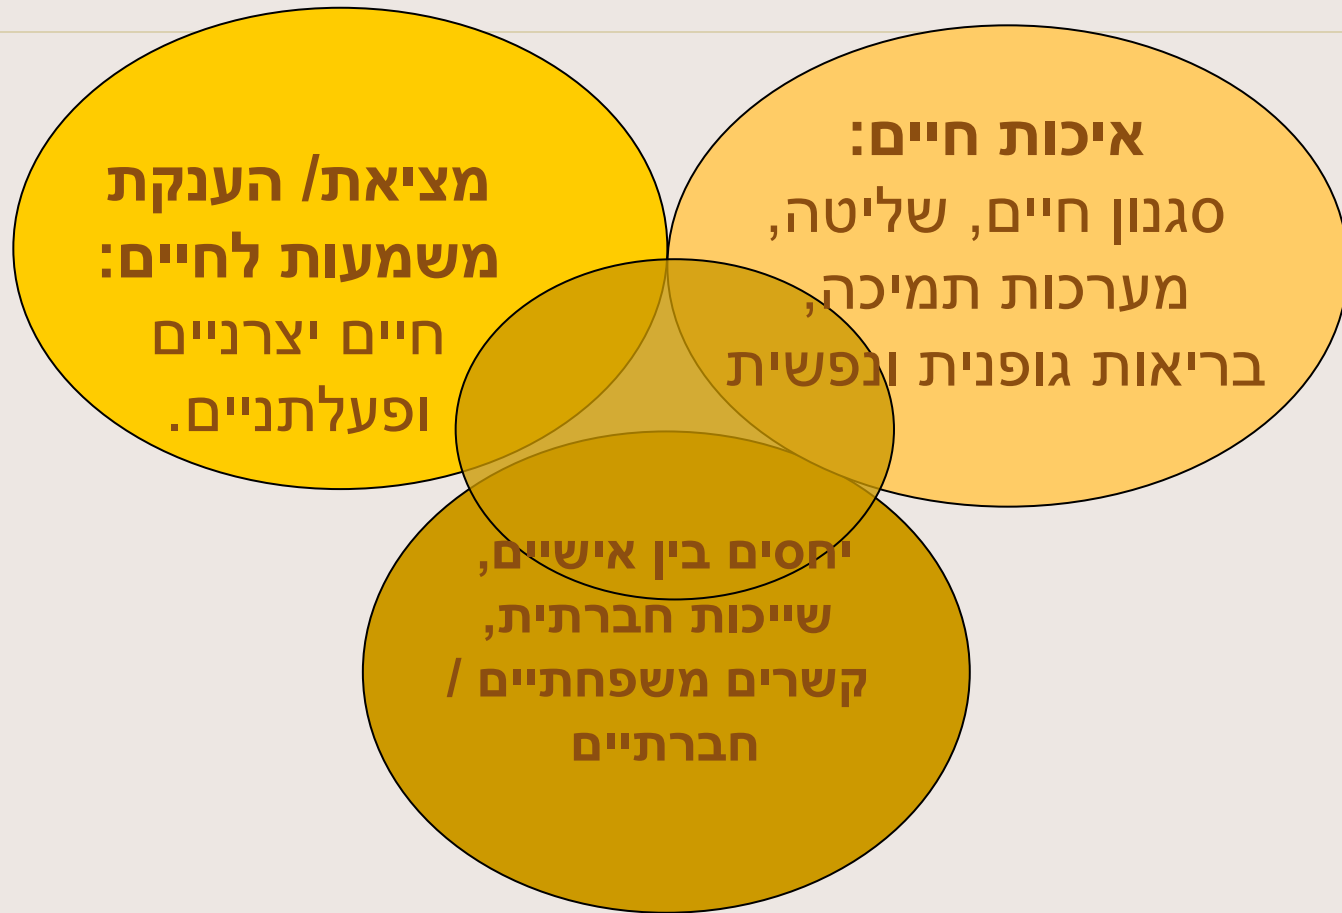 איכות חיים:
סגנון חיים, שליטה,
מערכות תמיכה,
בריאות גופנית ונפשית
מציאת/ הענקת
משמעות לחיים:
חיים יצרניים
ופעלתניים.
יחסים בין אישיים,
שייכות חברתית,
קשרים משפחתיים /
חברתיים